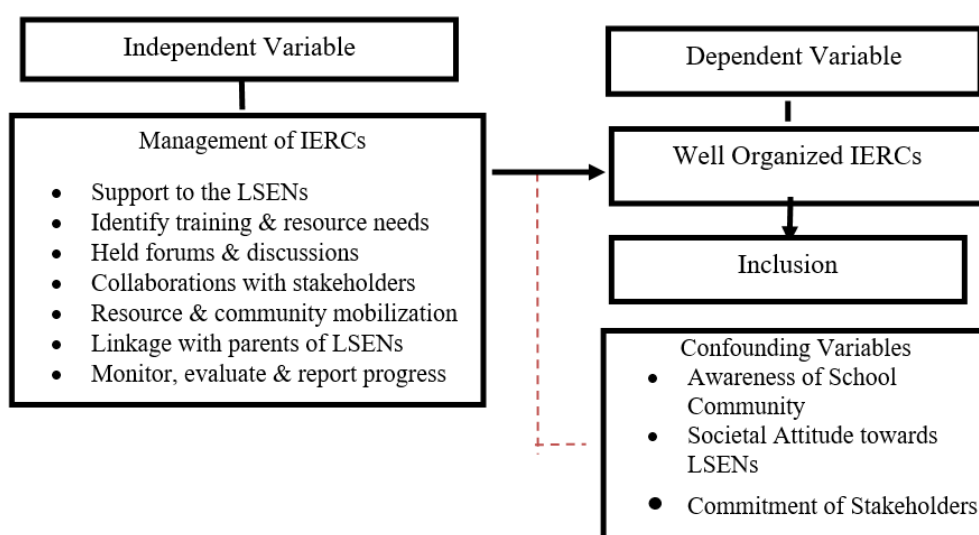 Independent Variable
Management of IERCs
• Support to the LSENs
• Identify training & resource needs
• Held forums & discussions
• Collaborations with stakeholders
• Resource & community mobilization
• Linkage with parents of LSENs
• Monitor, evaluate & report progress
Dependent Variable
Well Organized IERCs
Inclusion
Confounding Variables
• Awareness of School
Community
• Societal Attitude towards
LSENs
• Commitment of Stakeholders